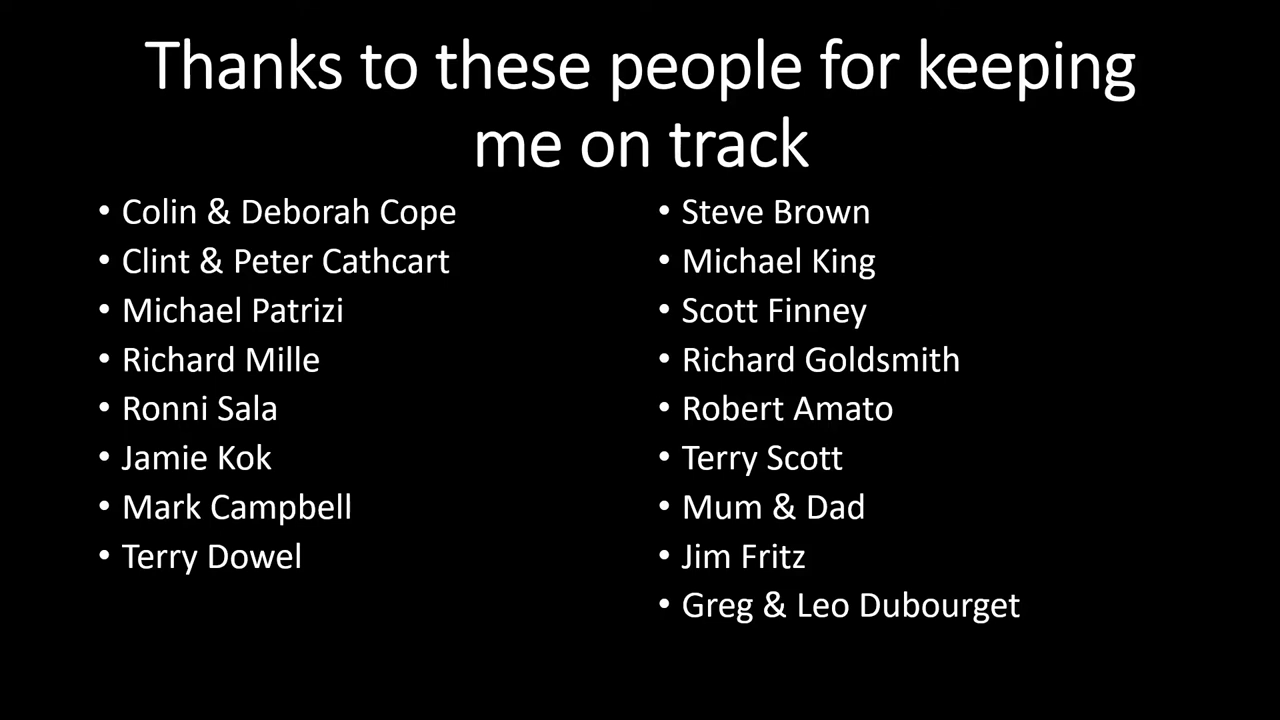 Thanks to these people for keeping
me on track
• Colin & Deborah Cope
• Clint & Peter Cathcart
• Michael Patrizi
• Richard Mille
• Ronni Sala
• Jamie Kok
• Mark Campbell
• Terry Dowel
• Steve Brown
• Michael King
• Scott Finney
• Richard Goldsmith
• Robert Amato
• Terry Scott
• Mum & Dad
• Jim Fritz
• Greg & Leo Dubourget